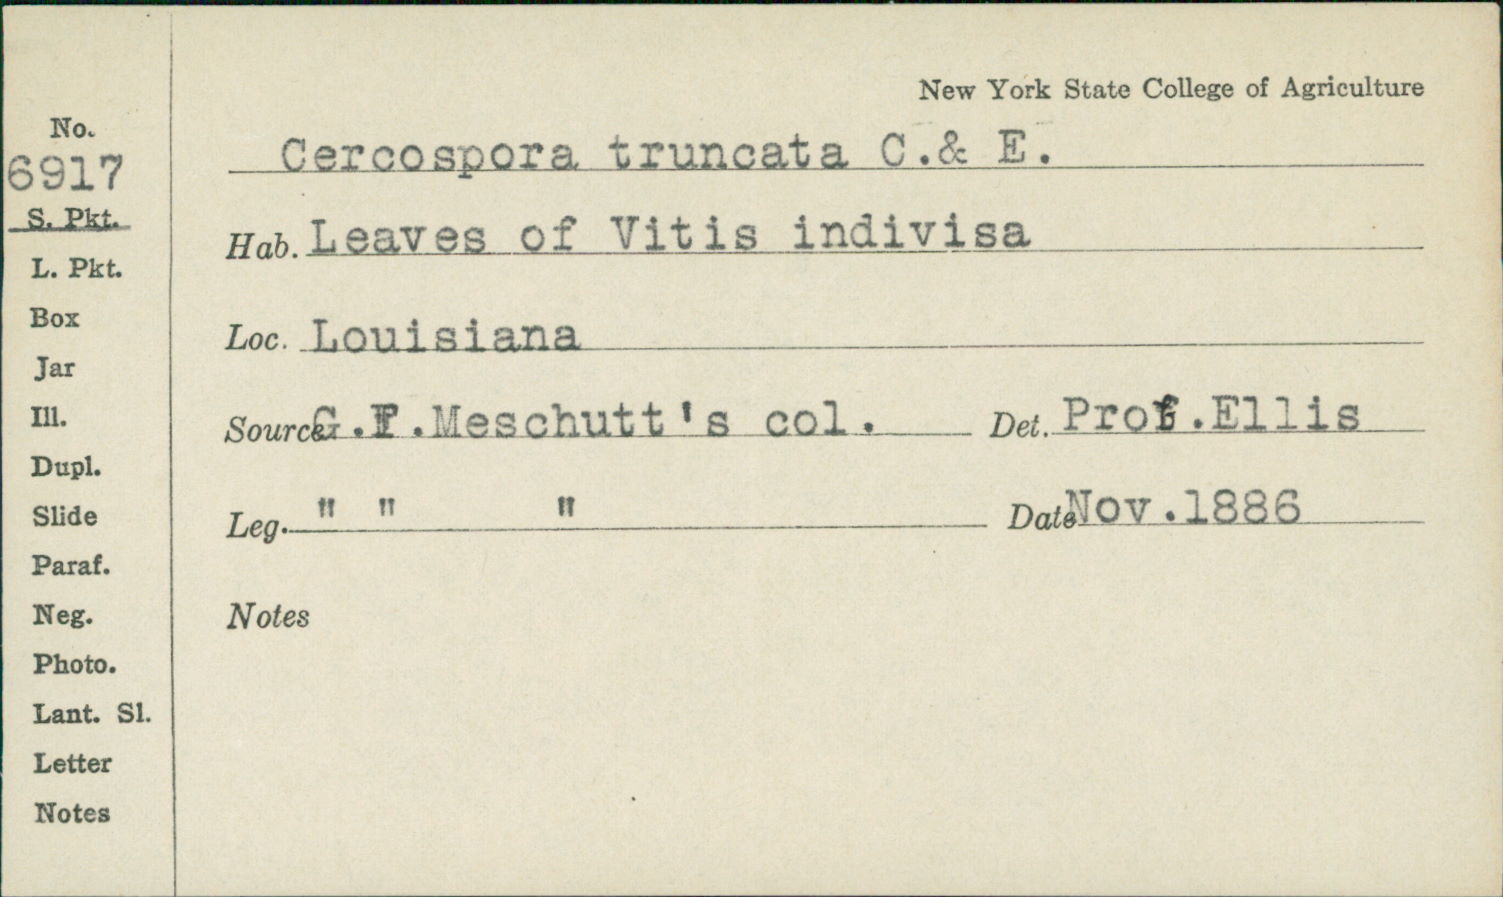 New York State College of Agriculture
No.
6917
S. Pkt.
L. Pkt.
Box
Jar
Ill.
Dupl.
Slide
Paraf.
Neg.
Photo.
Lant. Sl.
Letter
Notes
Cercospora truncata C.& E.
Hab. Leaves of Vitis indivisa
Loc. Louisiana
Source G.F.Meschutt's col. Det. Prof.Ellis
Leg. " " " Date Nov.1886
Notes